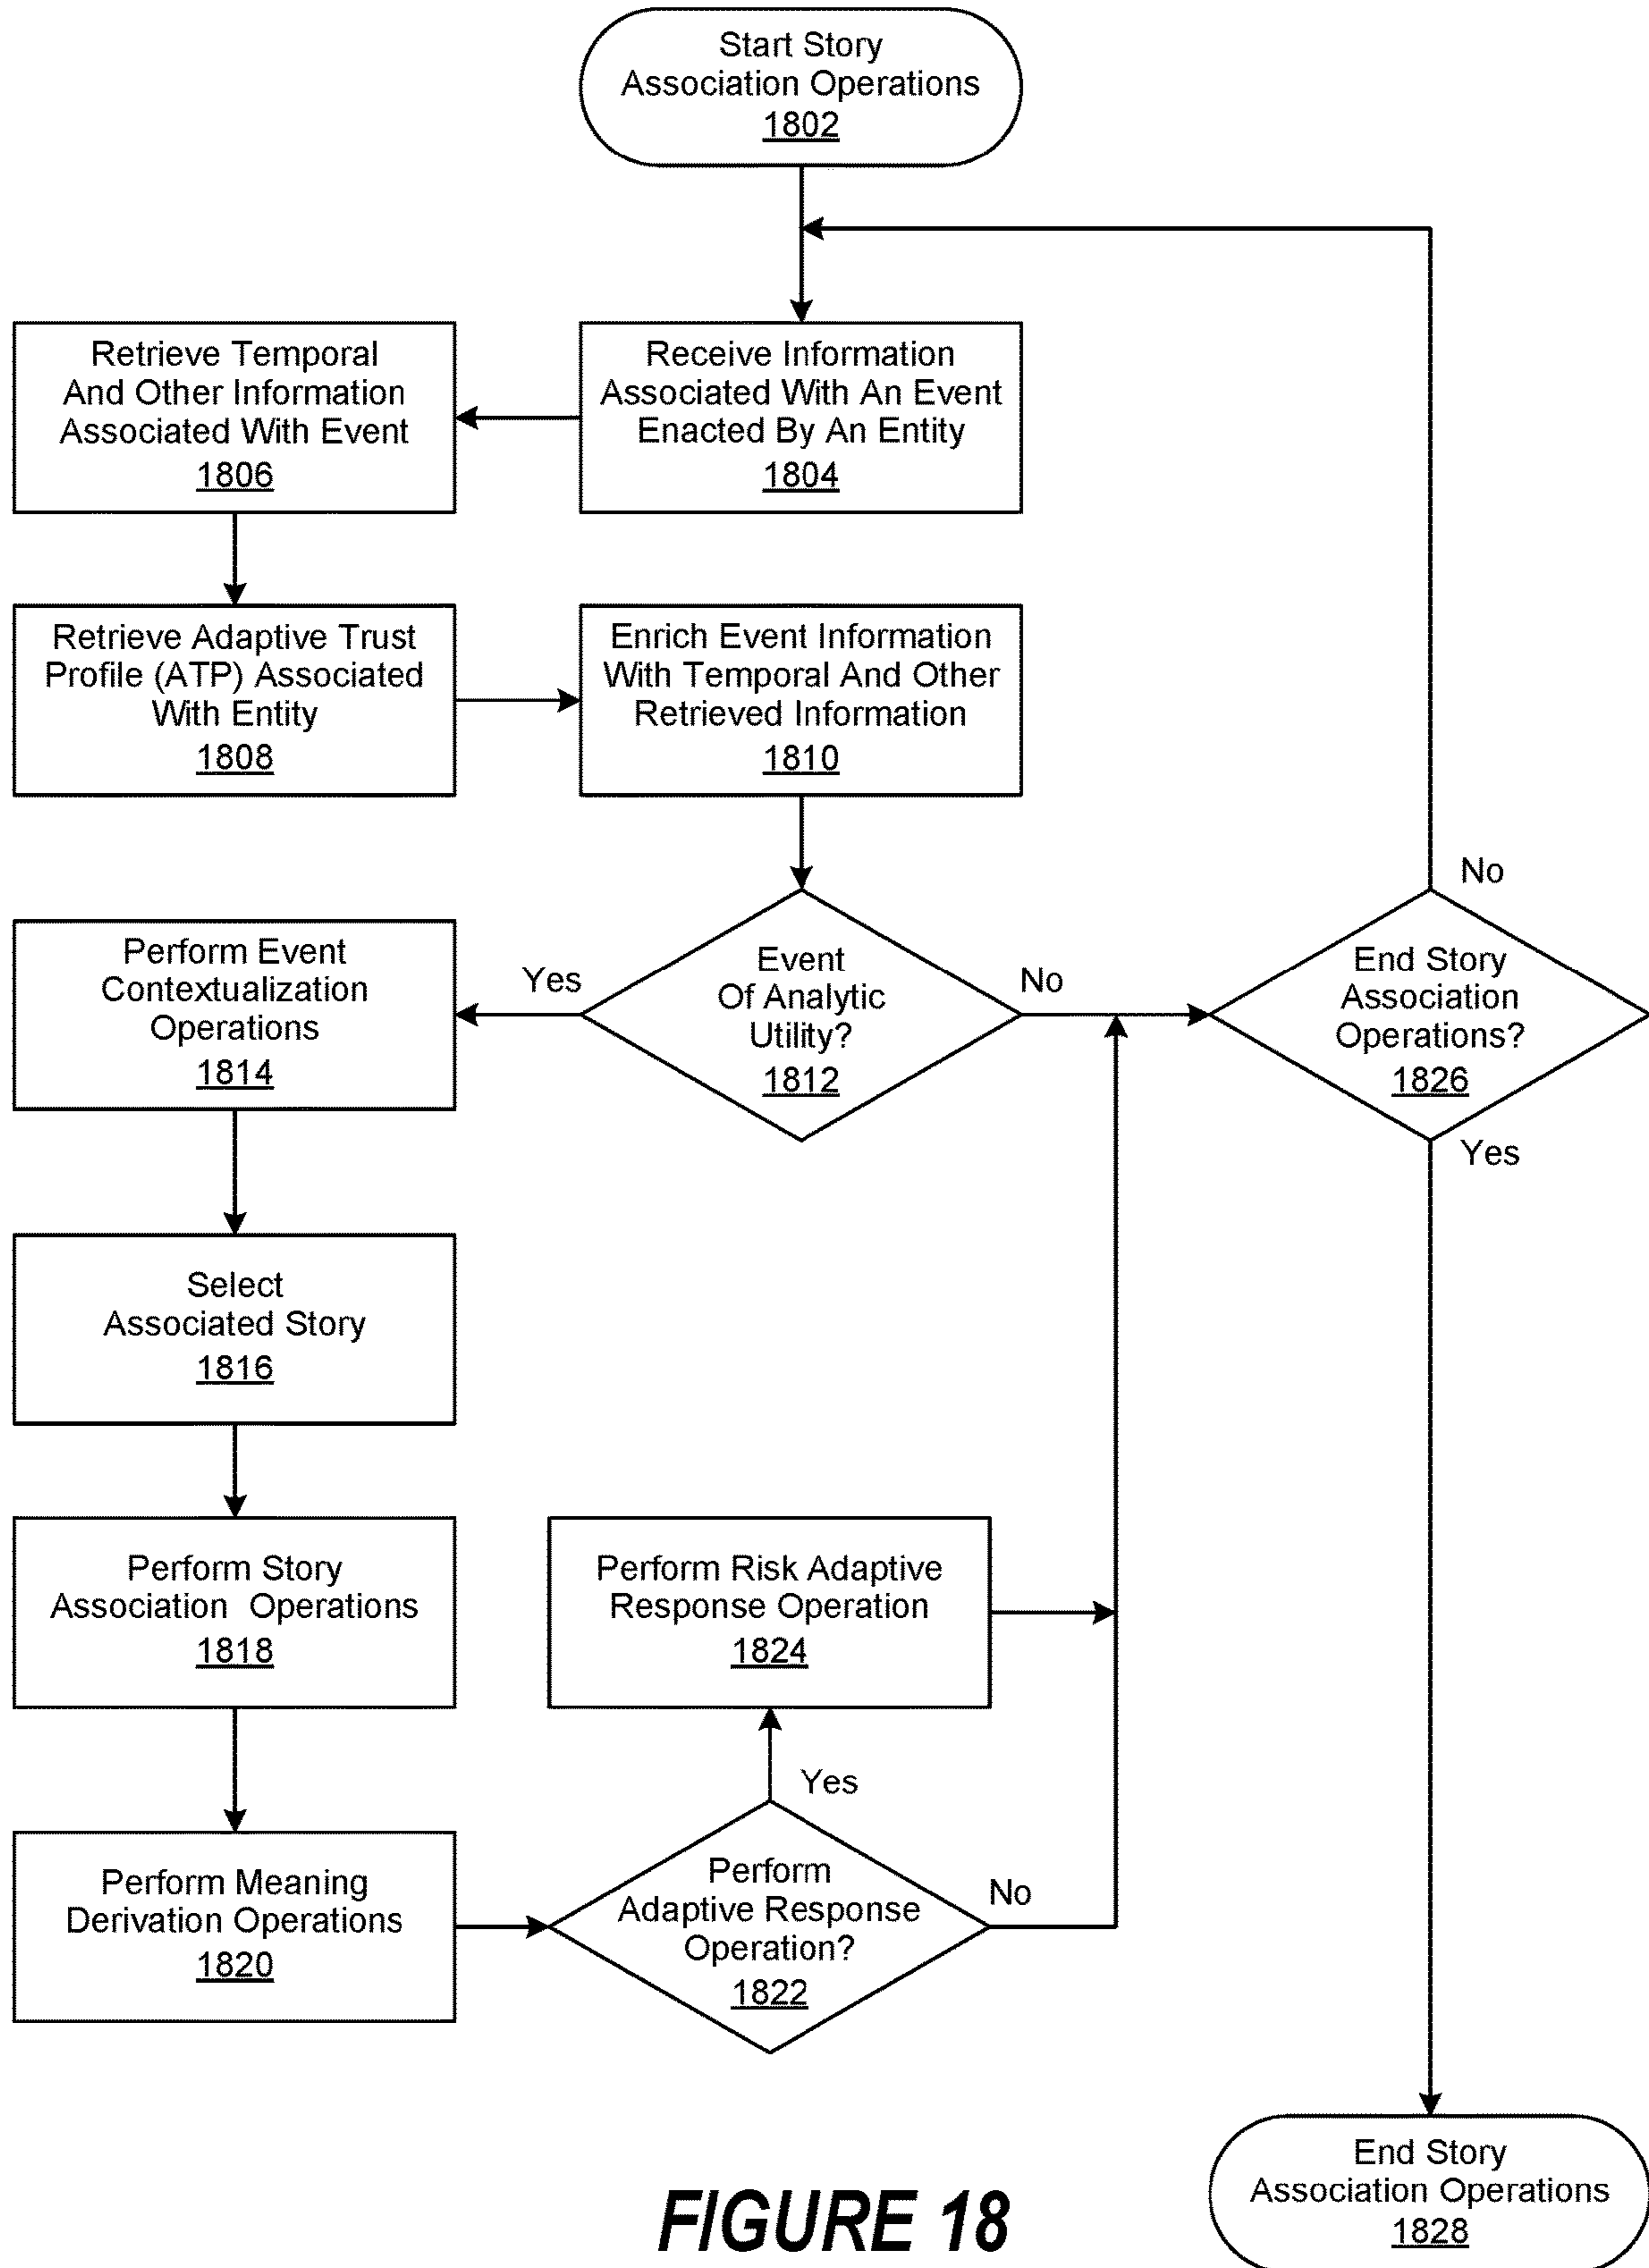 Start Story
Association Operations
1802
Receive Information
Associated With An Event
Enacted By An Entity
1804
Retrieve Temporal
And Other Information
Associated With Event
1806
Retrieve Adaptive Trust
Profile (ATP) Associated
With Entity
1808
Enrich Event Information
With Temporal And Other
Retrieved Information
1810
Event
Of Analytic
Utility?
1812
Yes
No
Perform Event
Contextualization
Operations
1814
Select
Associated Story
1816
Perform Story
Association Operations
1818
Perform Meaning
Derivation Operations
1820
Perform
Adaptive Response
Operation?
1822
Yes
No
Perform Risk Adaptive
Response Operation
1824
End Story
Association
Operations?
1826
No
Yes
End Story
Association Operations
1828
FIGURE 18